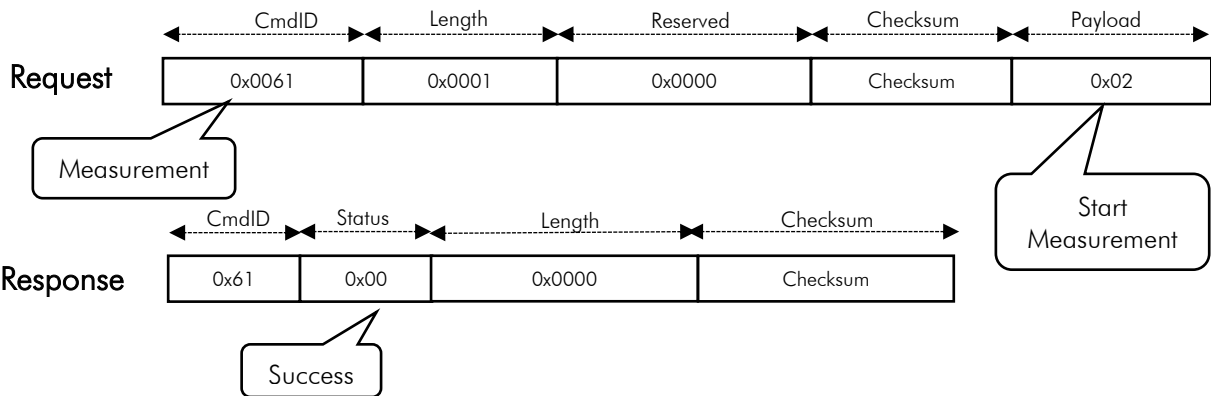 CmdID Length Reserved Checksum Payload
Request 0x0061 0x0001 0x0000 Checksum 0x02
Measurement
Start
Measurement
CmdID Status Length Checksum
Response 0x61 0x00 0x0000 Checksum
Success